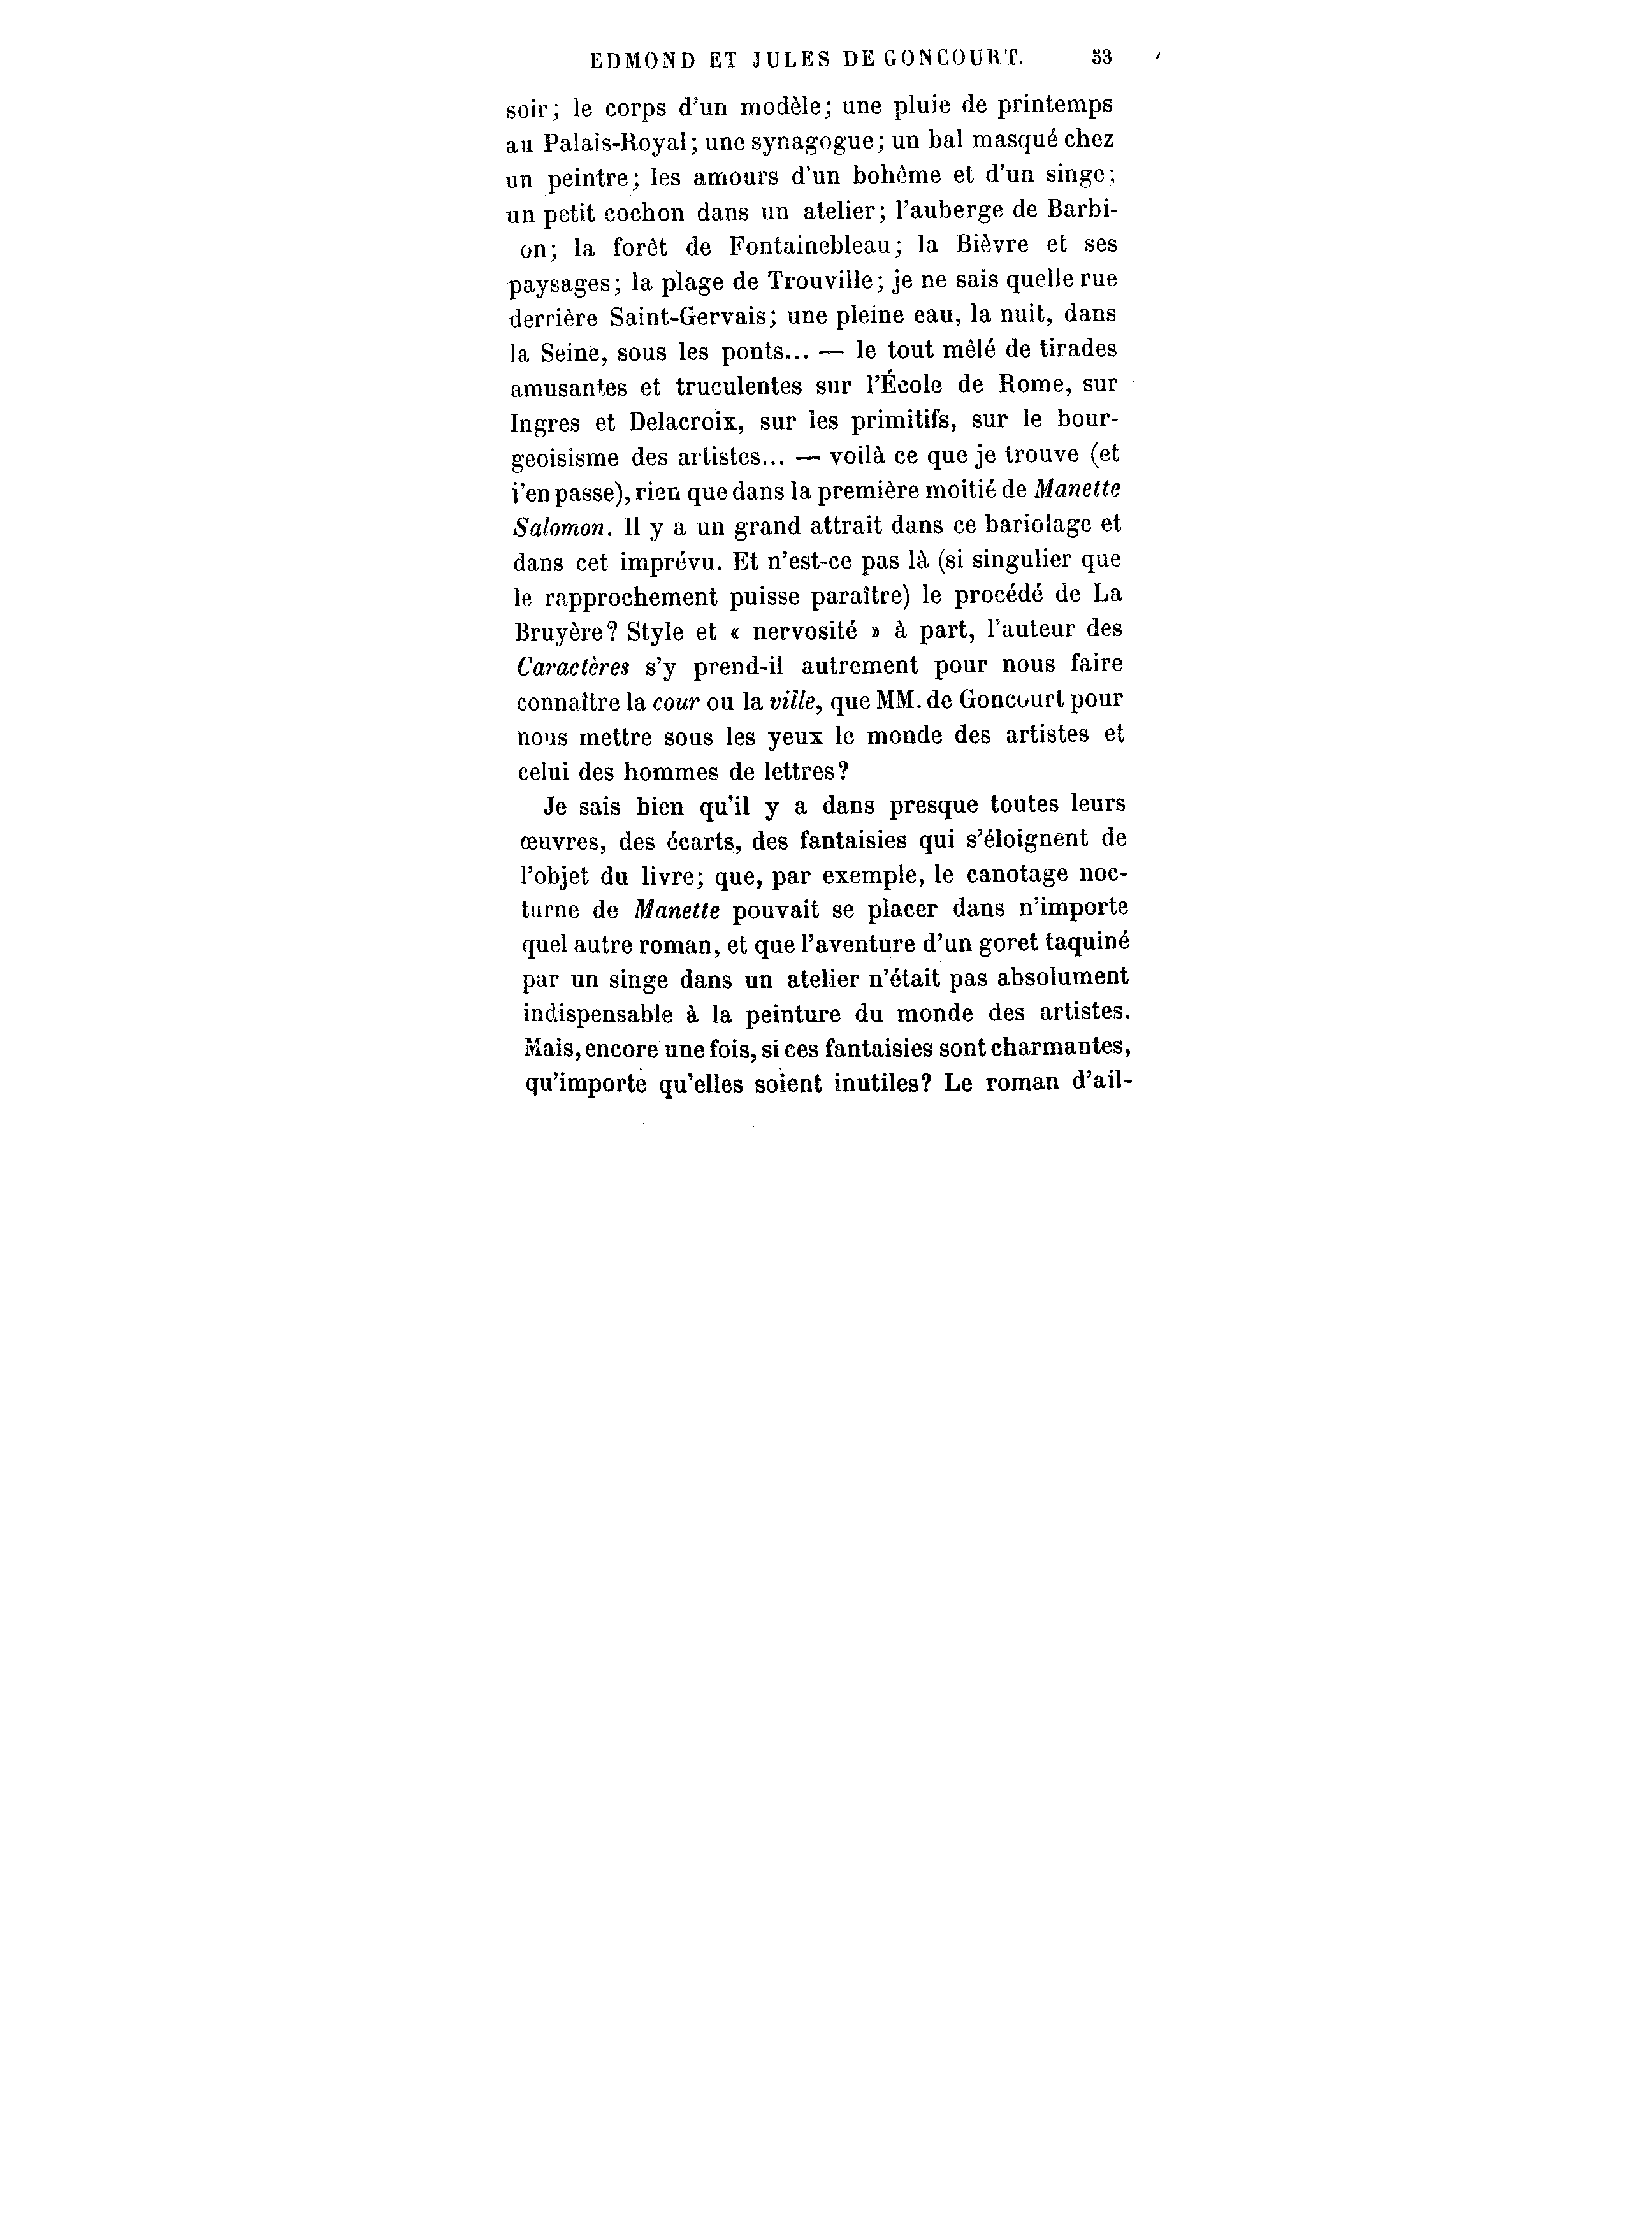 EDMOND ET JULES DE GONCOURT. 53
soir; le corps d'un modèle; une pluie de printemps
au Palais-Royal; une synagogue; un bal masqué chez
un peintre; les amours d'un bohème et d'un singe;
un petit cochon dans un atelier; l'auberge de Barbi-
on; la forêt de Fontainebleau; la Bièvre et ses
paysages; la plage de Trouville; je ne sais quelle rue
derrière Saint-Gervais; une pleine eau, la nuit, dans
la Seine, sous les ponts... — le tout mêlé de tirades
amusantes et truculentes sur l'École de Rome, sur
Ingres et Delacroix, sur les primitifs, sur le bour-
geoisisme des artistes... — voilà ce que je trouve (et
j'en passe), rien que dans la première moitié de Manette
Salomon. Il y a un grand attrait dans ce bariolage et
dans cet imprévu. Et n'est-ce pas là (si singulier que
le rapprochement puisse paraître) le procédé de La
Bruyère? Style et « nervosité » à part, l'auteur des
Caractères s'y prend-il autrement pour nous faire
connaître la cour ou la ville, que MM. de Goncourt pour
nous mettre sous les yeux le monde des artistes et
celui des hommes de lettres?
Je sais bien qu'il y a dans presque toutes leurs
œuvres, des écarts, des fantaisies qui s'éloignent de
l'objet du livre; que, par exemple, le canotage noc-
turne de Manette pouvait se placer dans n'importe
quel autre roman, et que l'aventure d'un goret taquiné
par un singe dans un atelier n'était pas absolument
indispensable à la peinture du monde des artistes.
Mais, encore une fois, si ces fantaisies sont charmantes,
qu'importe qu'elles soient inutiles? Le roman d'ail-